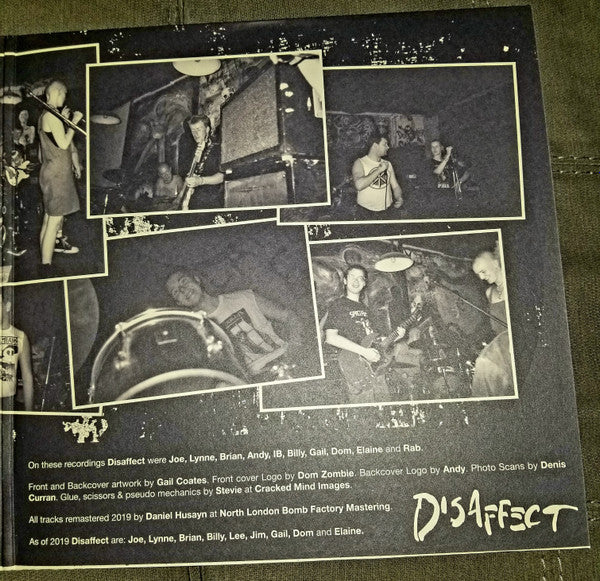 On these recordings Disaffect were Joe, Lynne, Brian, Andy, IB, Billy, Gail, Dom, Elaine and Rab.
Front and Backcover artwork by Gail Coates. Front cover Logo by Dom Zombie. Backcover Logo by Andy. Photo Scans by Denis
Curran. Glue, scissors & pseudo mechanics by Stevie at Cracked Mind Images.
All tracks remastered 2019 by Daniel Husayn at North London Bomb Factory Mastering.
As of 2019 Disaffect are: Joe, Lynne, Brian, Billy, Lee, Jim, Gail, Dom and Elaine.
DISAFFECT